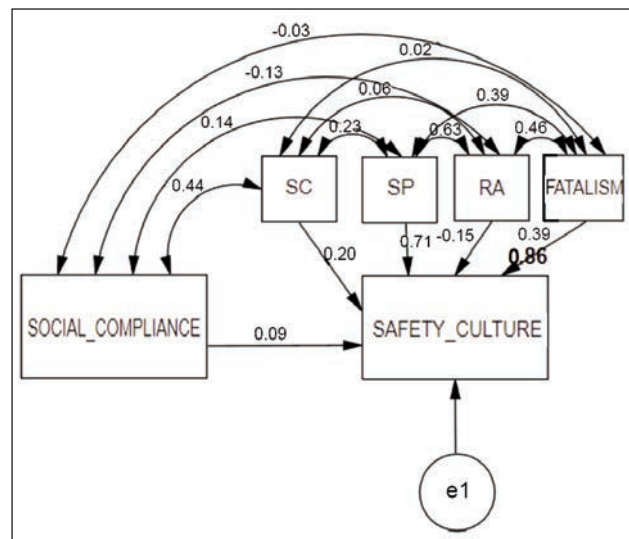 -0.03
0.02
-0.13
0.06
0.39
0.14
0.23
0.63
0.46
0.44
SC
SP
RA
FATALISM
0.20
0.71
-0.15
0.39
0.86
SOCIAL_COMPLIANCE
SAFETY_CULTURE
0.09
e1